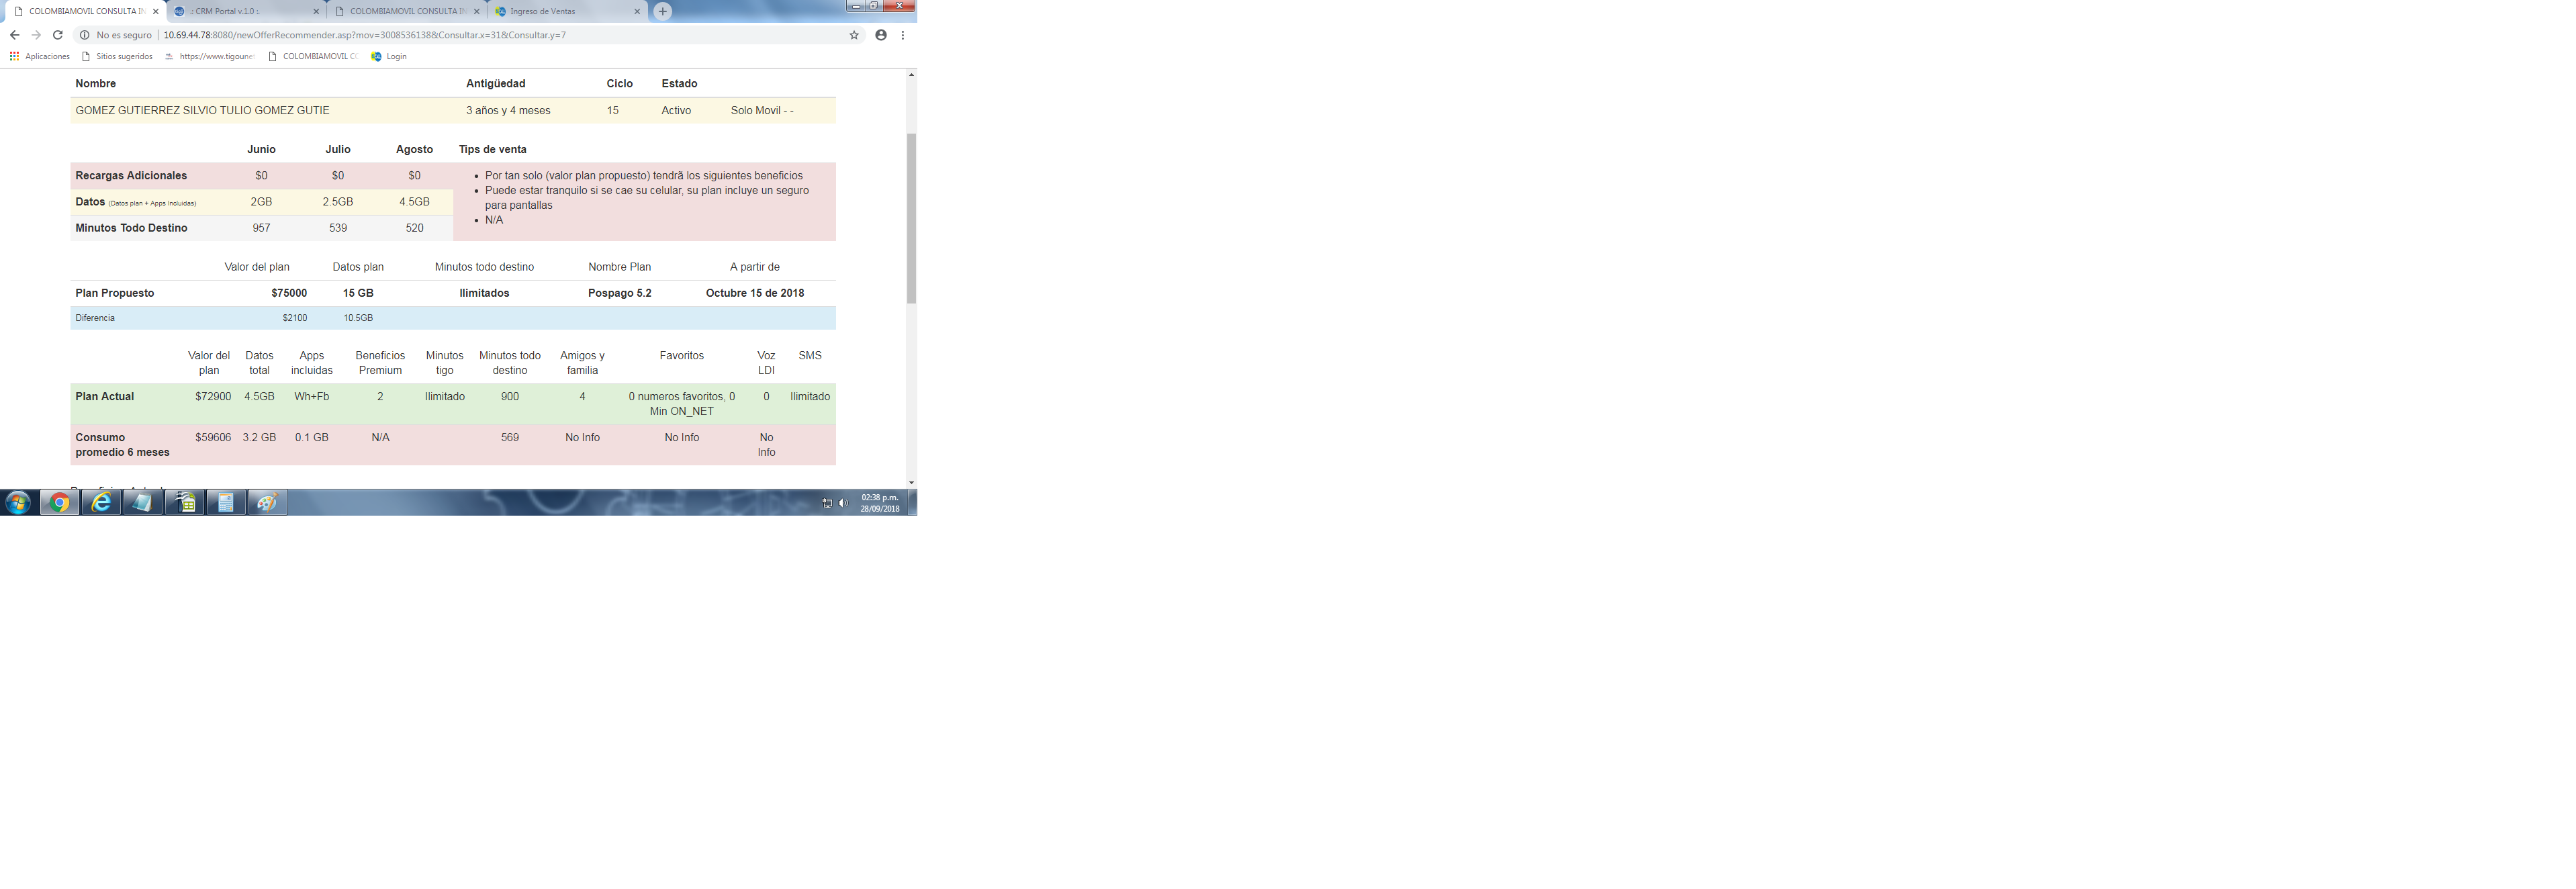 COLOMBIAMOVIL CONSULTA IN
.: CRM Portal v.1.0 :.
COLOMBIAMOVIL CONSULTA IN
Ingreso de Ventas
No es seguro | 10.69.44.78:8080/newOfferRecommender.asp?mov=3008536138&Consultar.x=31&Consultar.y=7
Aplicaciones Sitios sugeridos https://www.tigoune COLOMBIAMOVIL CO Login
Nombre Antigüedad Ciclo Estado
GOMEZ GUTIERREZ SILVIO TULIO GOMEZ GUTIE 3 años y 4 meses 15 Activo Solo Movil - -
Junio Julio Agosto Tips de venta
Recargas Adicionales $0 $0 $0
Datos (Datos plan + Apps Incluidas) 2GB 2.5GB 4.5GB
Minutos Todo Destino 957 539 520
• Por tan solo (valor plan propuesto) tendrã los siguientes beneficios
• Puede estar tranquilo si se cae su celular, su plan incluye un seguro
para pantallas
• N/A
Valor del plan Datos plan Minutos todo destino Nombre Plan A partir de
Plan Propuesto $75000 15 GB Ilimitados Pospago 5.2 Octubre 15 de 2018
Diferencia $2100 10.5GB
Valor del plan Datos total Apps incluidas Beneficios Premium Minutos tigo Minutos todo destino Amigos y familia Favoritos Voz LDI SMS
Plan Actual $72900 4.5GB Wh+Fb 2 Ilimitado 900 4 0 numeros favoritos, 0 Min ON_NET 0 Ilimitado
Consumo promedio 6 meses $59606 3.2 GB 0.1 GB N/A 569 No Info No Info No Info
02:38 p.m.
28/09/2018